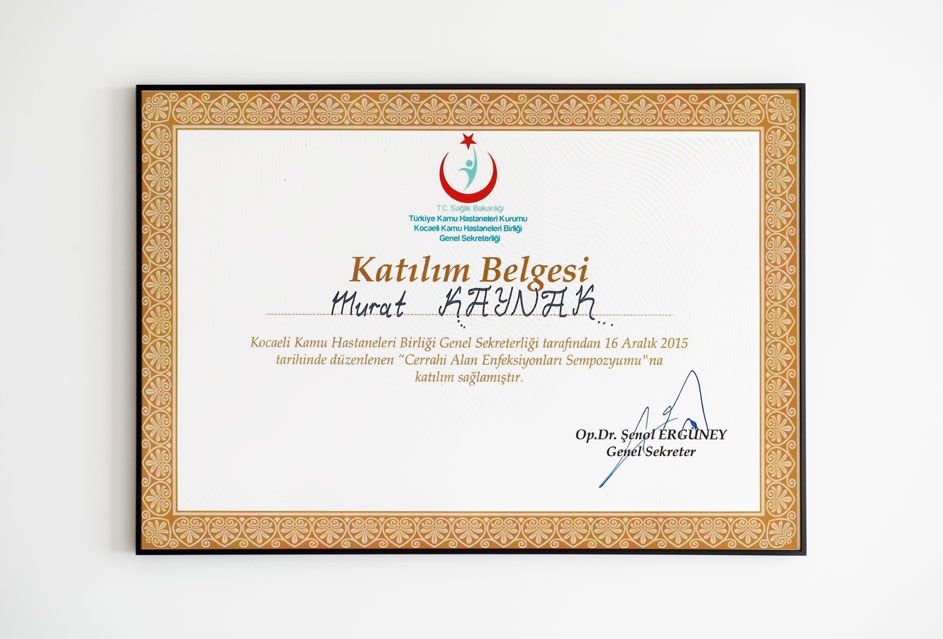 T.C. Sağlık Bakanlığı
Türkiye Kamu Hastaneleri Kurumu
Kocaeli Kamu Hastaneleri Birliği
Genel Sekreterliği
Katılım Belgesi
Murat KAYNAK
Kocaeli Kamu Hastaneleri Birliği Genel Sekreterliği tarafından 16 Aralık 2015
tarihinde düzenlenen “Cerrahi Alan Enfeksiyonları Sempozyumu"na
katılım sağlamıştır.
Op.Dr. Şenol ERGÜNEY
Genel Sekreter